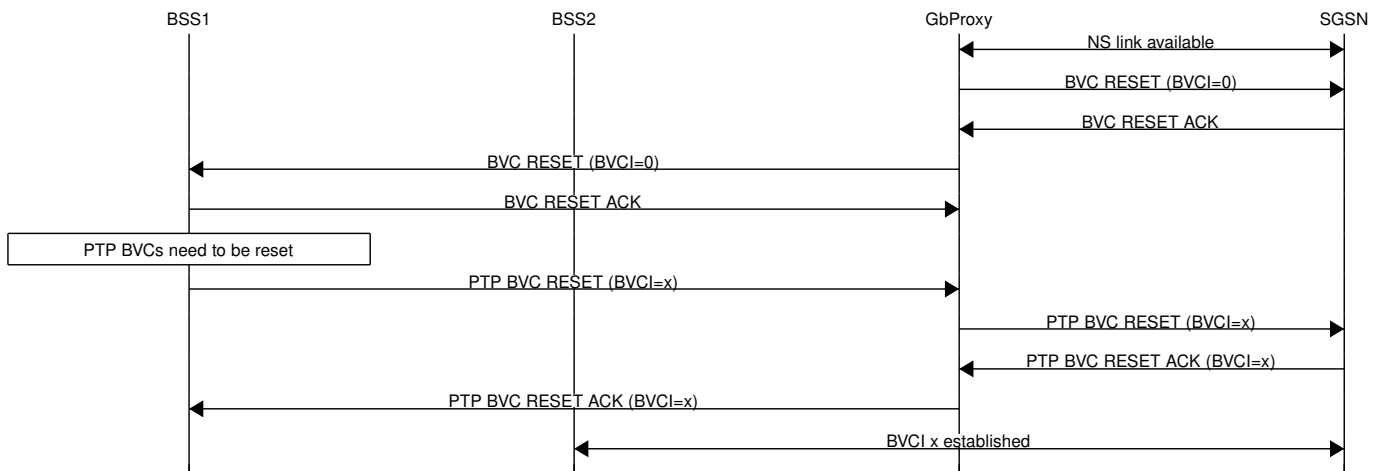 BSS1 BSS2 GbProxy SGSN
NS link available
BVC RESET (BVCI=0)
BVC RESET ACK
BVC RESET (BVCI=0)
BVC RESET ACK
PTP BVCs need to be reset
PTP BVC RESET (BVCI=x)
PTP BVC RESET (BVCI=x)
PTP BVC RESET ACK (BVCI=x)
PTP BVC RESET ACK (BVCI=x)
BVCI x established